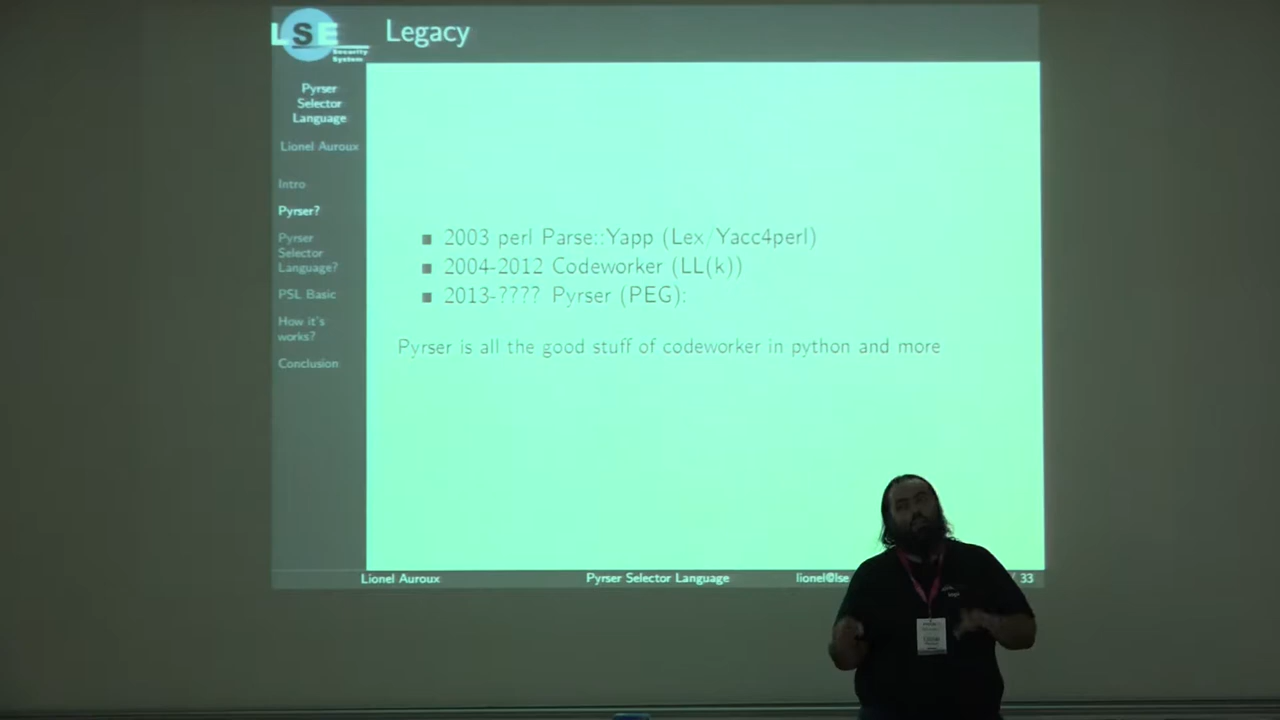 LSE
Security
System
Legacy
Pyrser
Selector
Language
Lionel Auroux
Intro
Pyrser?
Pyrser
Selector
Language?
PSL Basic
How it's
works?
Conclusion
■ 2003 perl Parse::Yapp (Lex/Yacc4perl)
■ 2004-2012 Codeworker (LL(k))
■ 2013-???? Pyrser (PEG):
Pyrser is all the good stuff of codeworker in python and more
Lionel Auroux Pyrser Selector Language lionel@lse / 33